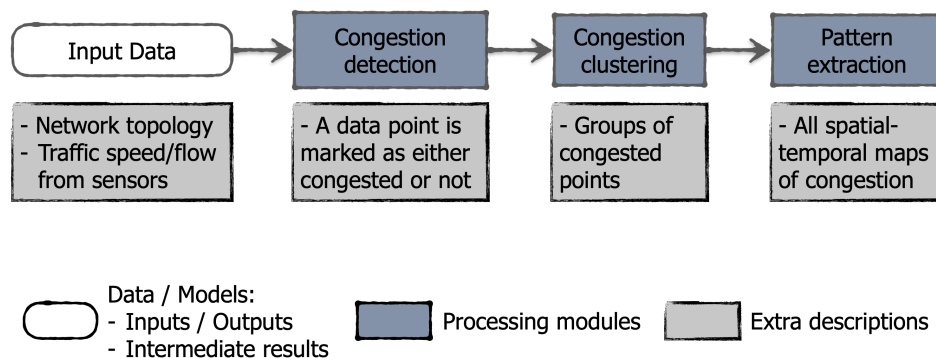 Input Data
Congestion
detection
Congestion
clustering
Pattern
extraction
- Network topology
- Traffic speed/flow
from sensors
- A data point is
marked as either
congested or not
- Groups of
congested
points
- All spatial-
temporal maps
of congestion
Data / Models:
- Inputs / Outputs
- Intermediate results
Processing modules
Extra descriptions